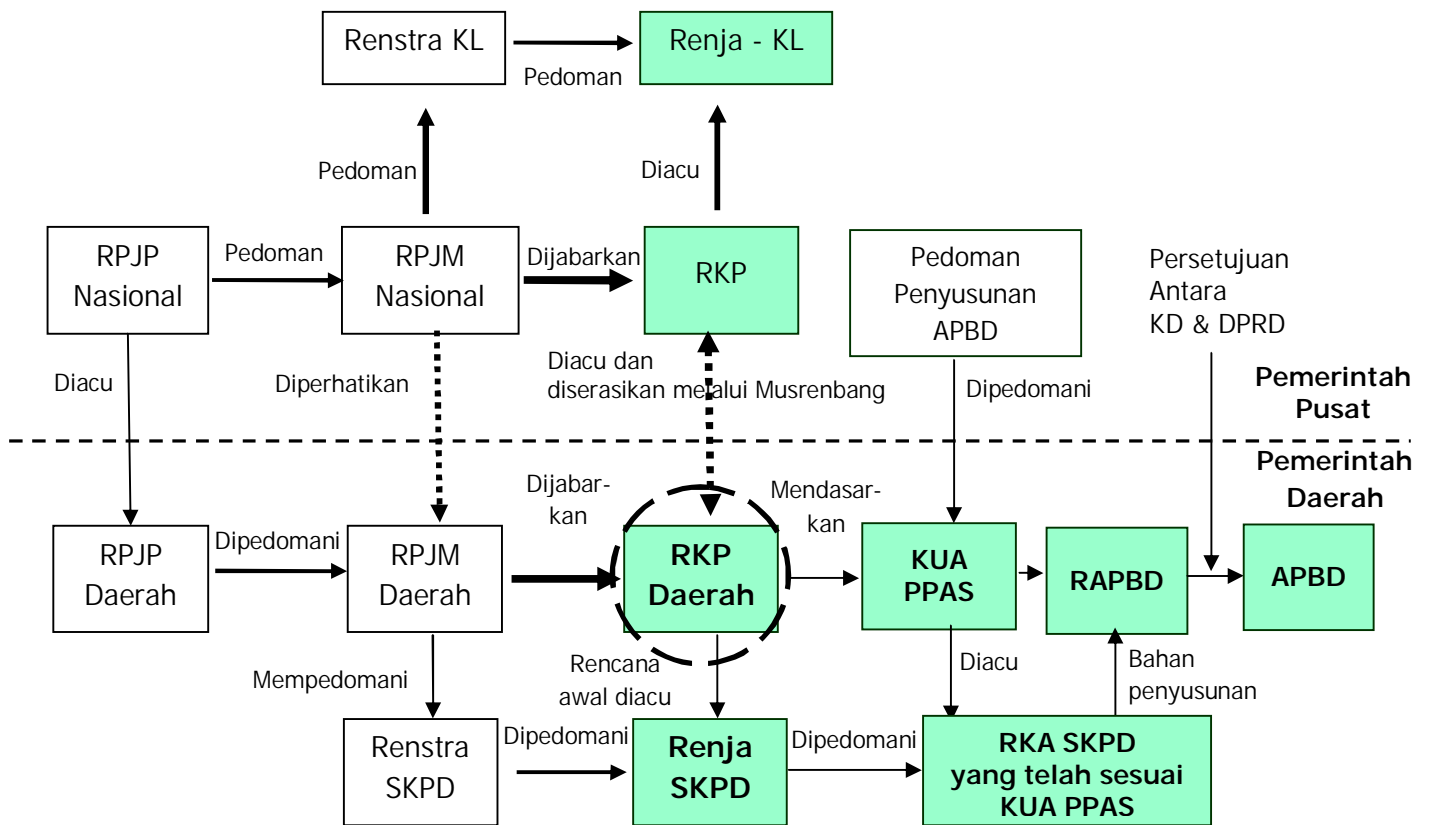 Renstra KL
Pedoman
Renja - KL
Pedoman
Diacu
RPJP
Nasional
Pedoman
RPJM
Nasional
Dijabarkan
RKP
Pedoman
Penyusunan
APBD
Persetujuan
Antara
KD & DPRD
Diacu
Diperhatikan
Diacu dan
diserasikan melalui Musrenbang
Dipedomani
Pemerintah
Pusat
Pemerintah
Daerah
RPJP
Daerah
Dipedomani
RPJM
Daerah
Dijabar-
kan
RKP
Daerah
Mendasar-
kan
KUA
PPAS
RAPBD
APBD
Mempedomani
Rencana
awal diacu
Diacu
Bahan
penyusunan
Renstra
SKPD
Dipedomani
Renja
SKPD
Dipedomani
RKA SKPD
yang telah sesuai
KUA PPAS